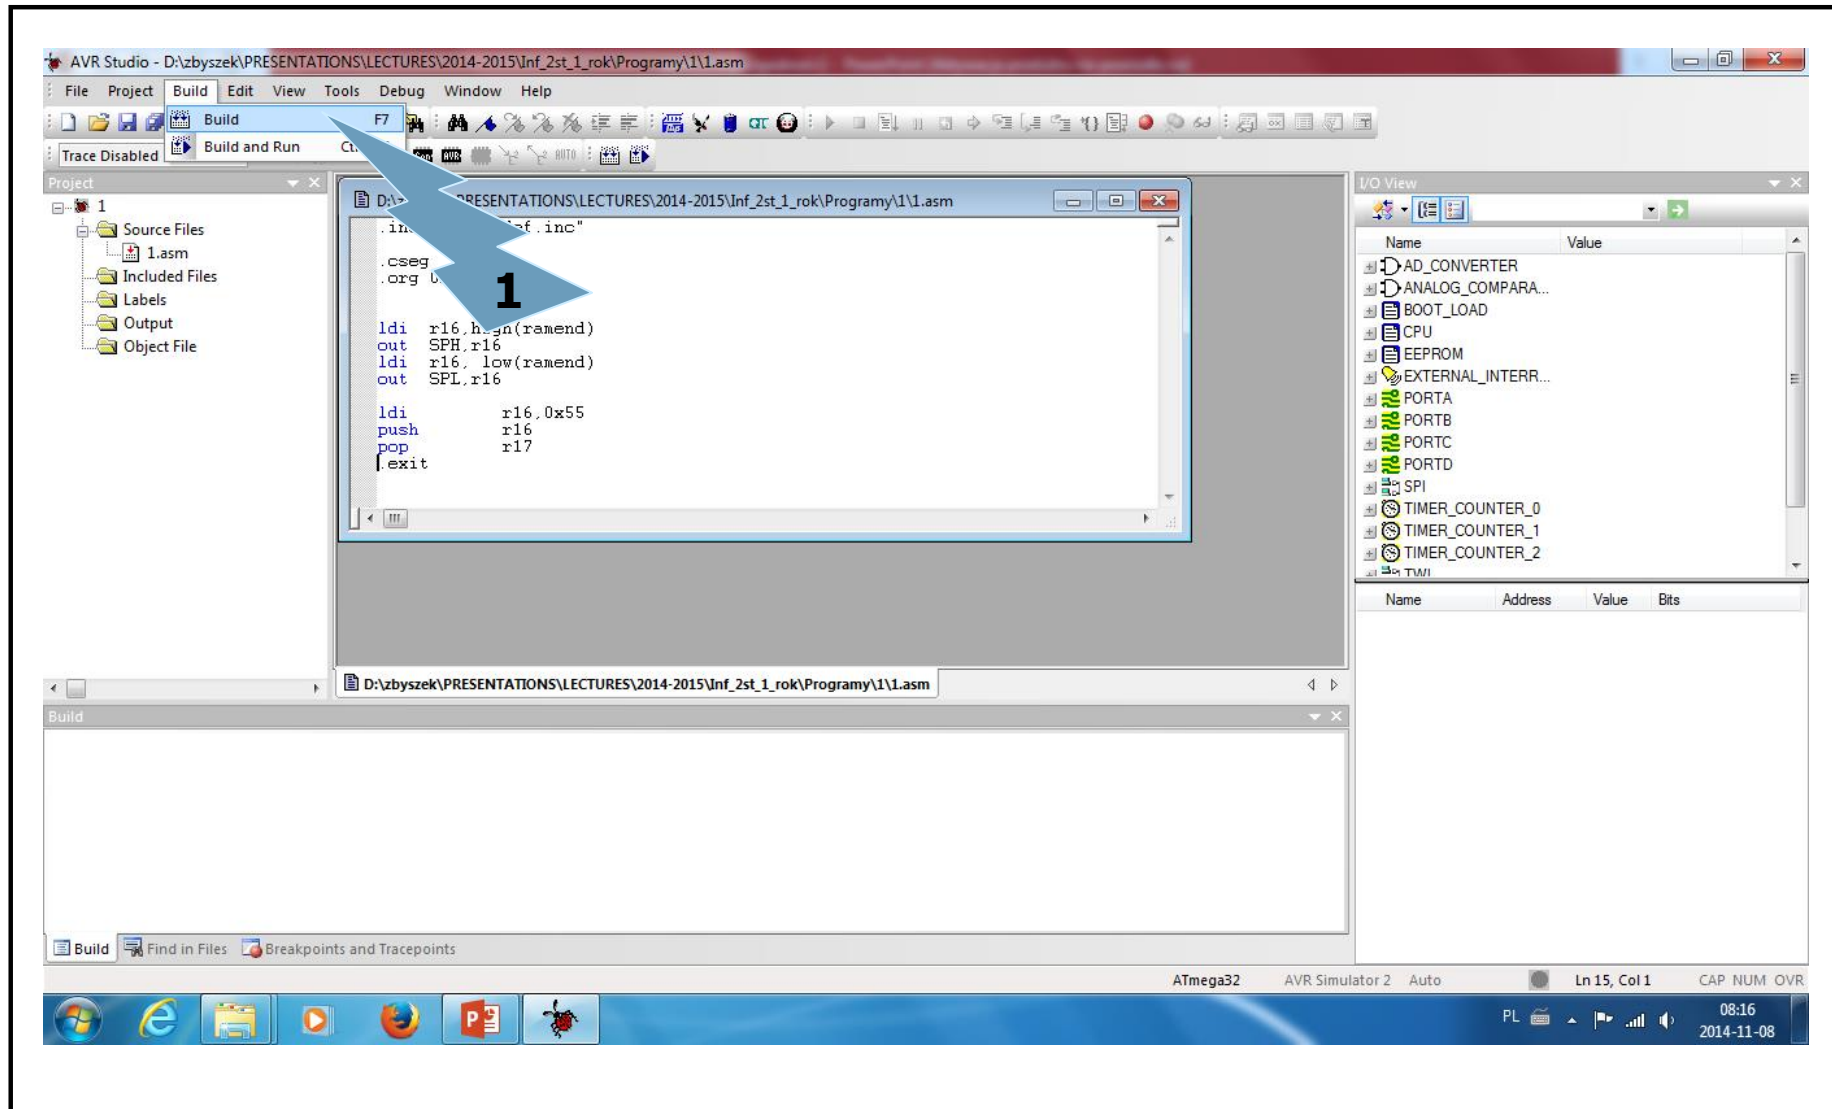 AVR Studio - D:\zbyszek\PRESENTATIONS\LECTURES\2014-2015\Inf_2st_1_rok\Programy\1\1.asm
File Project Build Edit View Tools Debug Window Help
Build F7
Build and Run
Trace Disabled
AUTO
Project
1
Source Files
1.asm
Included Files
Labels
Output
Object File
PRESENTATIONS\LECTURES\2014-2015\Inf_2st_1_rok\Programy\1\1.asm
.cseg
.org
1
ldi r16,high(ramend)
out SPH,r16
ldi r16, low(ramend)
out SPL,r16
ldi r16,0x55
push r16
pop r17
.exit
D:\zbyszek\PRESENTATIONS\LECTURES\2014-2015\Inf_2st_1_rok\Programy\1\1.asm
I/O View
Name Value
AD_CONVERTER
ANALOG_COMPARA...
BOOT_LOAD
CPU
EEPROM
EXTERNAL_INTERR...
PORTA
PORTB
PORTC
PORTD
SPI
TIMER_COUNTER_0
TIMER_COUNTER_1
TIMER_COUNTER_2
TWI
Name Address Value Bits
Build
Build Find in Files Breakpoints and Tracepoints
ATmega32 AVR Simulator 2 Auto Ln 15, Col 1 CAP NUM OVR
PL 08:16
2014-11-08